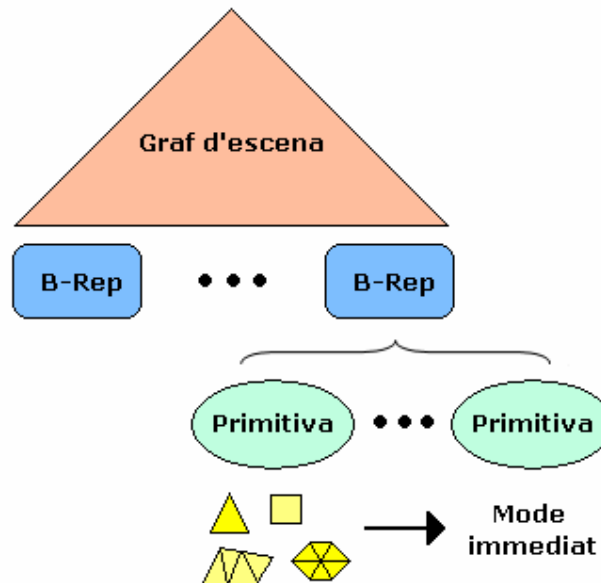 Graf d'escena
B-Rep
B-Rep
Primitiva
Primitiva
Mode
immediat